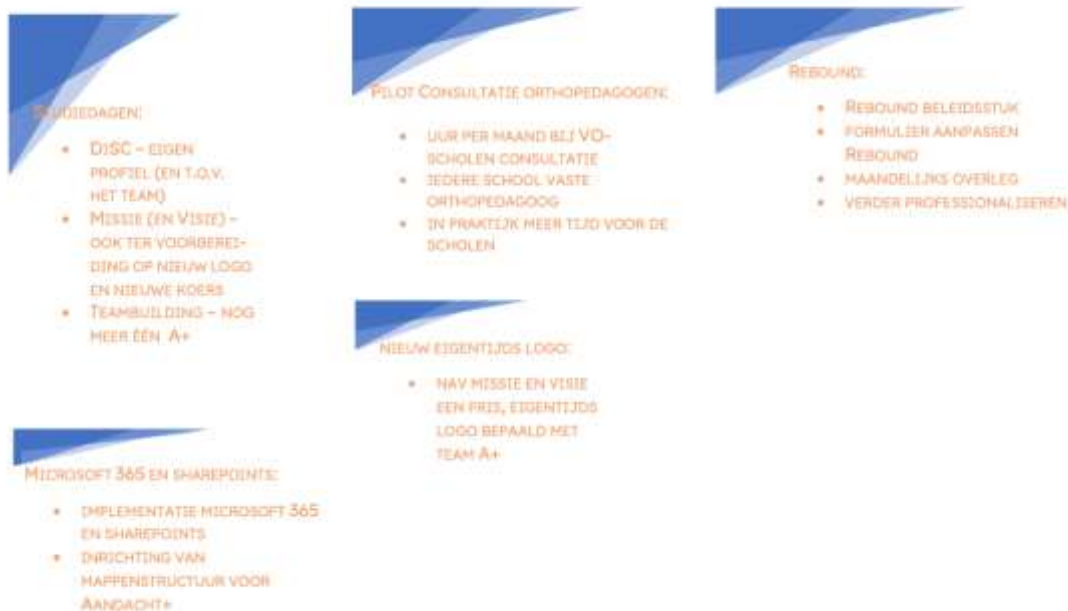 Studiedagen:
• DISC – eigen
profiel (en t.o.v.
het team)
• Missie (en Visie) –
ook ter voorberei-
ding op nieuw logo
en nieuwe koers
• Teambuilding – nog
meer één A+
Pilot Consultatie orthopedagogen:
• uur per maand bij VO-
scholen consultatie
• iedere school vaste
orthopedagoog
• in praktijk meer tijd voor de
scholen
Rebound:
• Rebound beleidsstuk
• formulier aanpassen
Rebound
• maandelijks overleg
• verder professionaliseren
nieuw eigentijds logo:
• nav missie en visie
een fris, eigentijds
logo bepaald met
team A+
Microsoft 365 en sharepoints:
• implementatie microsoft 365
en sharepoints
• inrichting van
mappenstructuur voor
Aandacht+